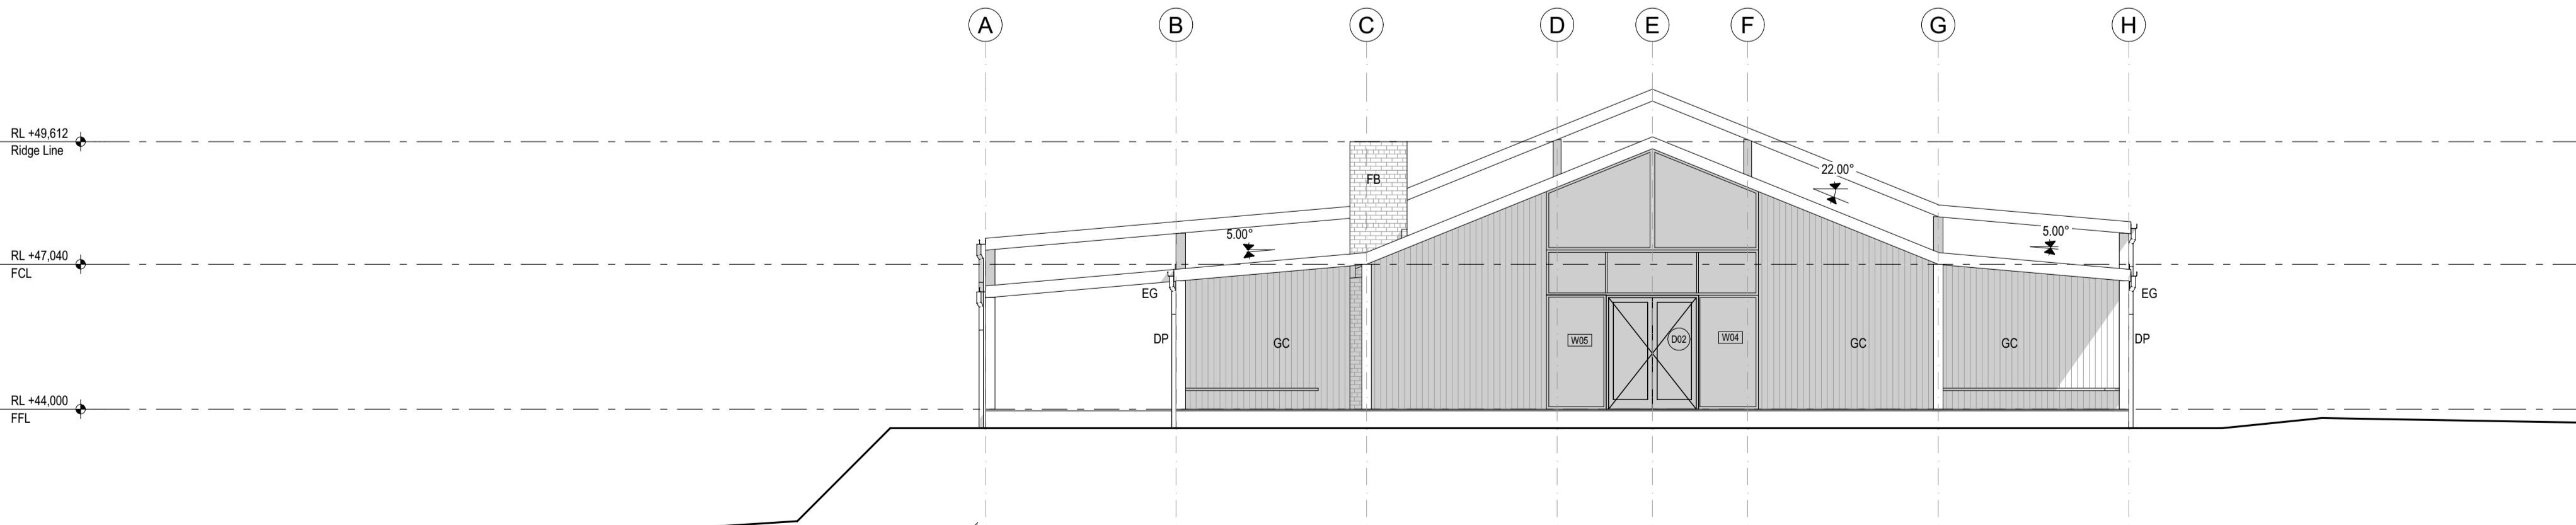 A B C D E F G H
RL +49,612
Ridge Line
FB
22.00°
5.00°
5.00°
RL +47,040
FCL
EG
EG
DP
GC
W05
D02
W04
GC
GC
DP
RL +44,000
FFL